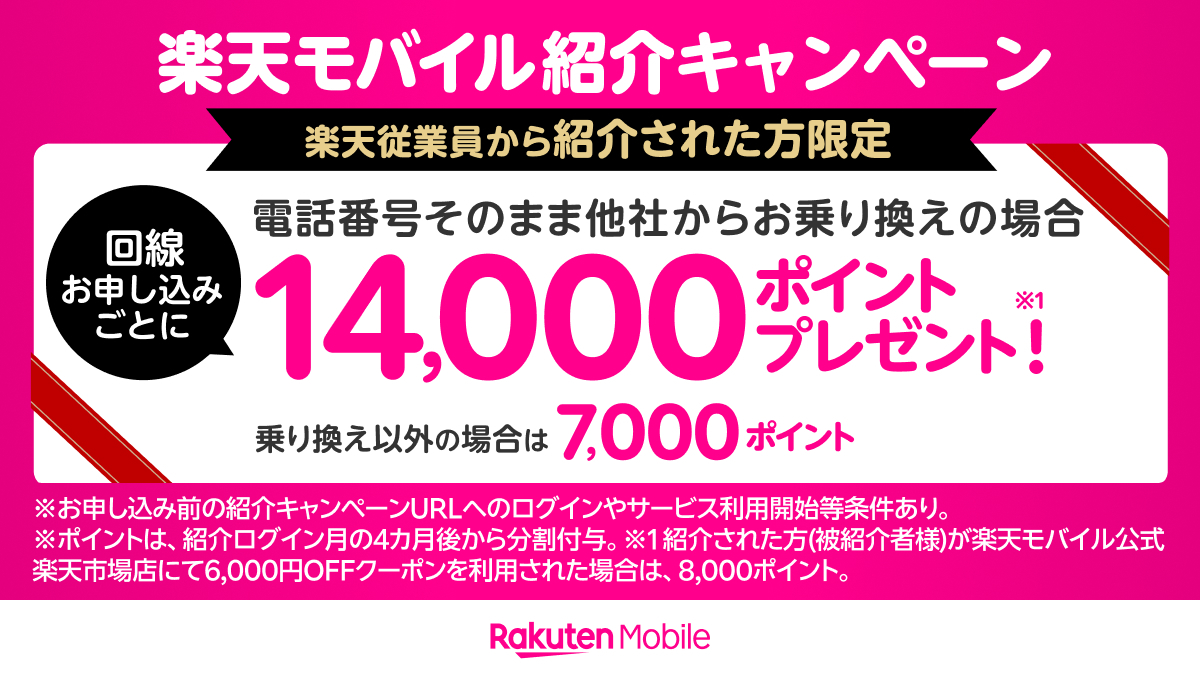 楽天モバイル紹介キャンペーン
楽天従業員から紹介された方限定
回線
お申し込み
ごとに
電話番号そのまま他社からお乗り換えの場合
14,000ポイント
プレゼント!※1
乗り換え以外の場合は7,000ポイント
※お申し込み前の紹介キャンペーンURLへのログインやサービス利用開始等条件あり。
※ポイントは、紹介ログイン月の4カ月後から分割付与。※1 紹介された方(被紹介者様)が楽天モバイル公式
楽天市場店にて6,000円OFFクーポンを利用された場合は、8,000ポイント。
Rakuten Mobile